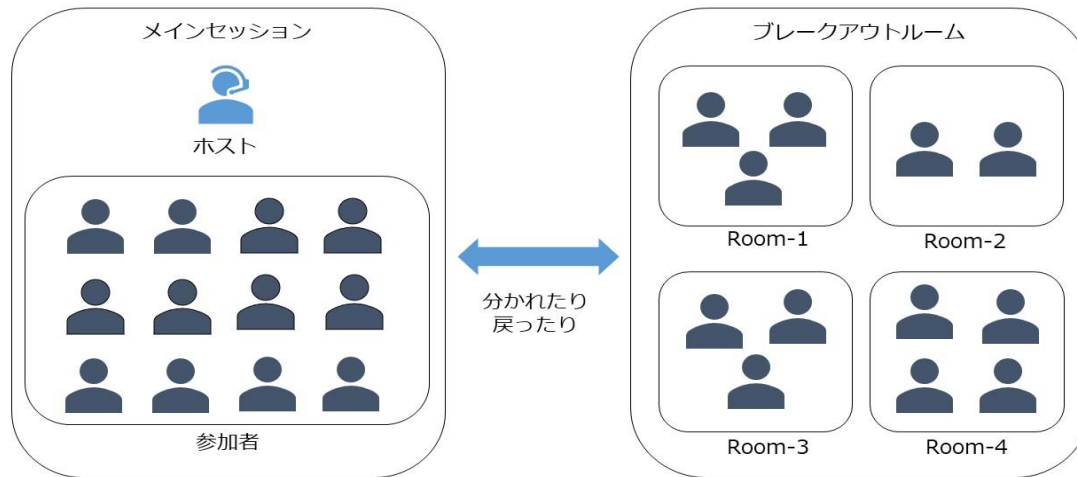 メインセッション
ホスト
参加者
分かれたり
戻ったり
ブレークアウトルーム
Room-1
Room-2
Room-3
Room-4